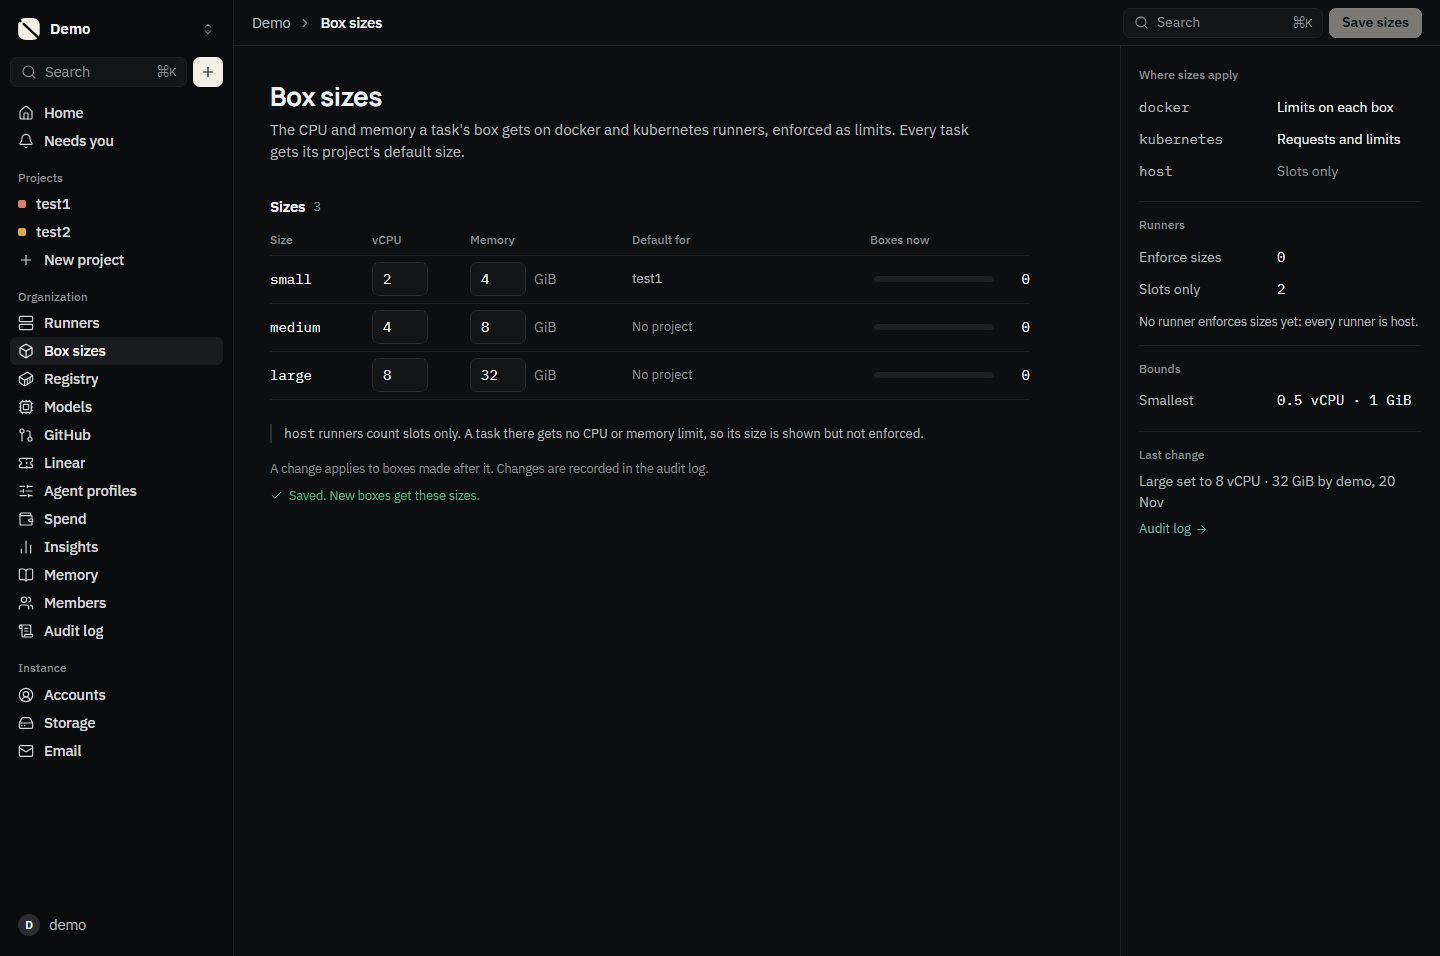 Demo
Search ⌘K
Home
Needs you
Projects
test1
test2
New project
Organization
Runners
Box sizes
Registry
Models
GitHub
Linear
Agent profiles
Spend
Insights
Memory
Members
Audit log
Instance
Accounts
Storage
Email
D demo
Demo > Box sizes
Search ⌘K
Save sizes
Box sizes
The CPU and memory a task's box gets on docker and kubernetes runners, enforced as limits. Every task
gets its project's default size.
Sizes 3
Size vCPU Memory Default for Boxes now
small 2 4 GiB test1 0
medium 4 8 GiB No project 0
large 8 32 GiB No project 0
host runners count slots only. A task there gets no CPU or memory limit, so its size is shown but not enforced.
A change applies to boxes made after it. Changes are recorded in the audit log.
Saved. New boxes get these sizes.
Where sizes apply
docker Limits on each box
kubernetes Requests and limits
host Slots only
Runners
Enforce sizes 0
Slots only 2
No runner enforces sizes yet: every runner is host.
Bounds
Smallest 0.5 vCPU · 1 GiB
Last change
Large set to 8 vCPU · 32 GiB by demo, 20
Nov
Audit log →